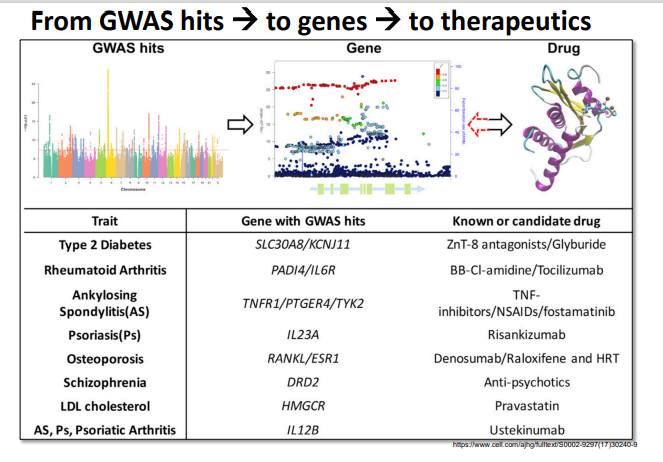 From GWAS hits → to genes → to therapeutics
GWAS hits
Gene
Drug
Chromosome
Trait
Gene with GWAS hits
Known or candidate drug
Type 2 Diabetes
SLC30A8/KCNJ11
ZnT-8 antagonists/Glyburide
Rheumatoid Arthritis
PADI4/IL6R
BB-Cl-amidine/Tocilizumab
Ankylosing
Spondylitis(AS)
TNFR1/PTGER4/TYK2
TNF-
inhibitors/NSAIDs/fostamatinib
Psoriasis(Ps)
IL23A
Risankizumab
Osteoporosis
RANKL/ESR1
Denosumab/Raloxifene and HRT
Schizophrenia
DRD2
Anti-psychotics
LDL cholesterol
HMGCR
Pravastatin
AS, Ps, Psoriatic Arthritis
IL12B
Ustekinumab
https://www.cell.com/ajhg/fulltext/S0002-9297(17)30240-9